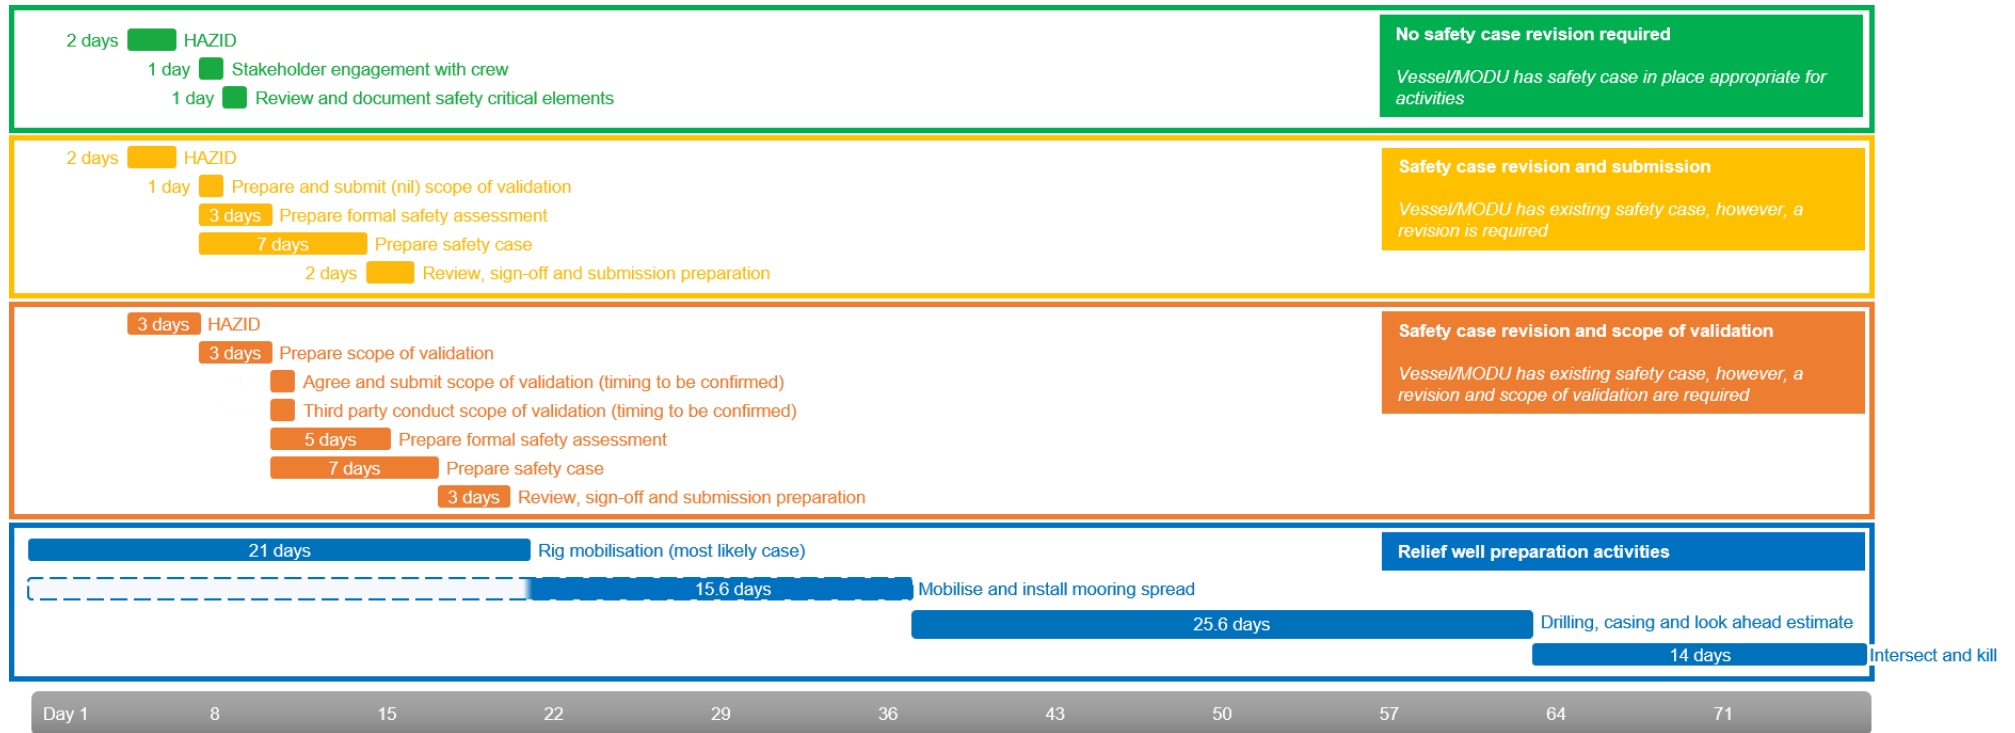 No safety case revision required
Vessel/MODU has safety case in place appropriate for
activities
2 days HAZID
1 day Stakeholder engagement with crew
1 day Review and document safety critical elements
Safety case revision and submission
Vessel/MODU has existing safety case, however, a
revision is required
2 days HAZID
1 day Prepare and submit (nil) scope of validation
3 days Prepare formal safety assessment
7 days Prepare safety case
2 days Review, sign-off and submission preparation
Safety case revision and scope of validation
Vessel/MODU has existing safety case, however, a
revision and scope of validation are required
3 days HAZID
3 days Prepare scope of validation
Agree and submit scope of validation (timing to be confirmed)
Third party conduct scope of validation (timing to be confirmed)
5 days Prepare formal safety assessment
7 days Prepare safety case
3 days Review, sign-off and submission preparation
Relief well preparation activities
21 days Rig mobilisation (most likely case)
15.6 days Mobilise and install mooring spread
25.6 days Drilling, casing and look ahead estimate
14 days Intersect and kill
Day 1 8 15 22 29 36 43 50 57 64 71